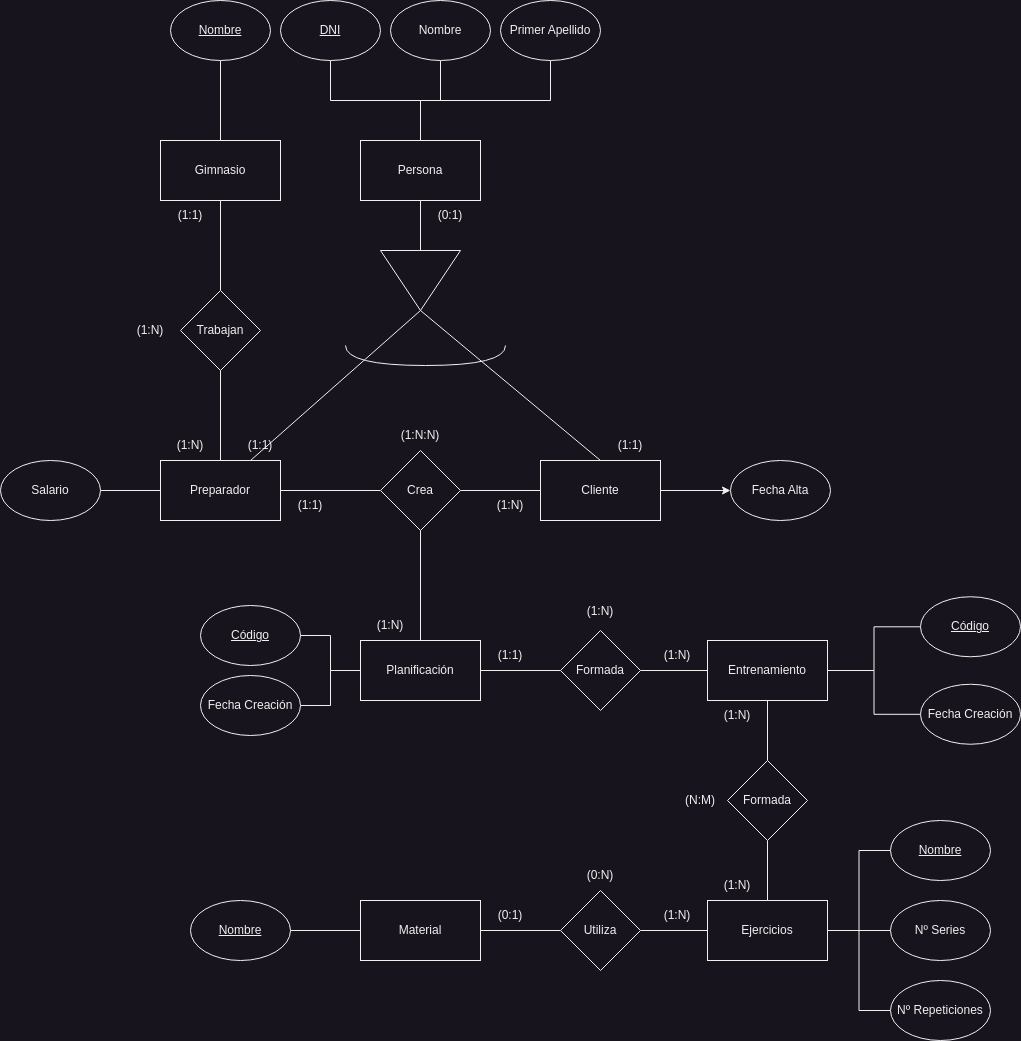 Nombre
DNI
Nombre
Primer Apellido
Gimnasio
Persona
(1:1)
(0:1)
(1:N)
Trabajan
(1:N)
(1:1)
(1:N:N)
(1:1)
Salario
Preparador
Crea
Cliente
Fecha Alta
(1:1)
(1:N)
(1:N)
(1:N)
Código
Código
(1:1)
(1:N)
Planificación
Formada
Entrenamiento
Fecha Creación
Fecha Creación
(1:N)
(N:M)
Formada
Nombre
(0:N)
(1:N)
(0:1)
(1:N)
Nombre
Material
Utiliza
Ejercicios
Nº Series
Nº Repeticiones